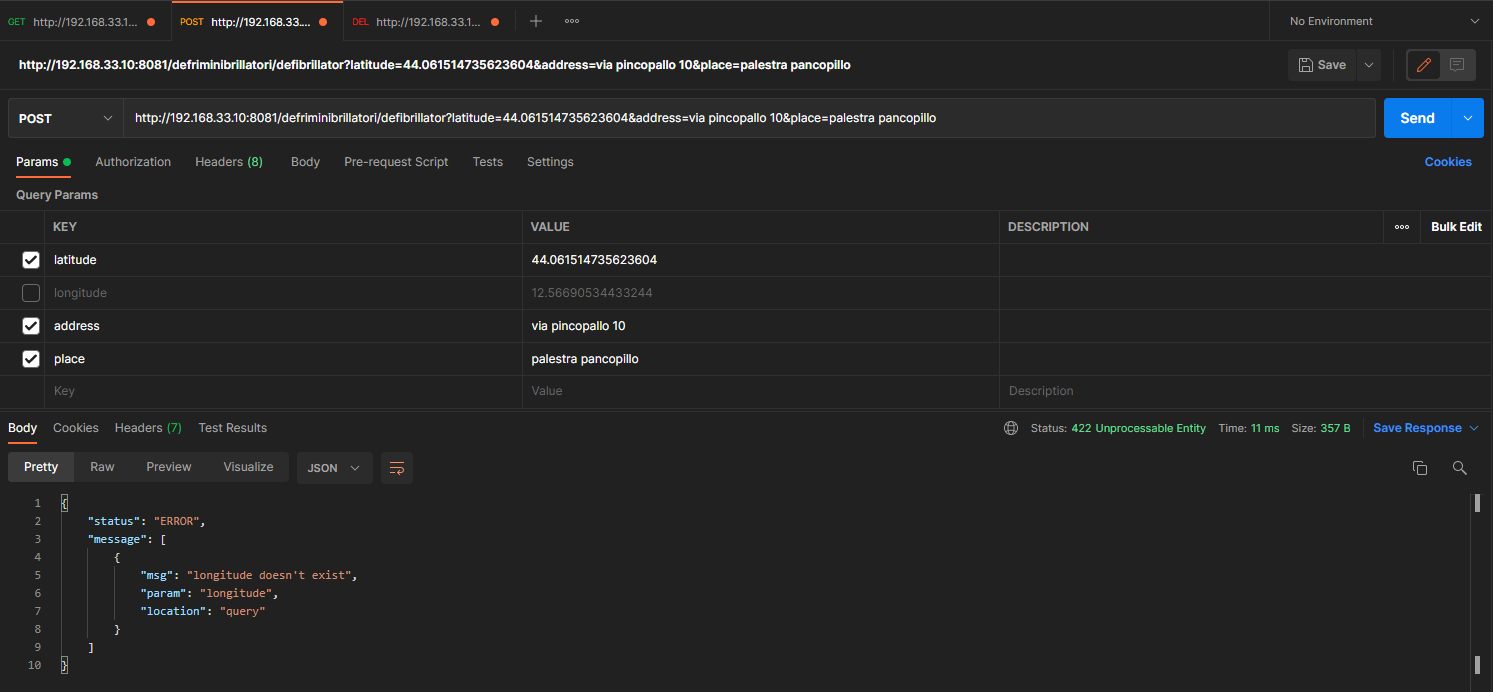 GET http://192.168.33.1... POST http://192.168.33.... DEL http://192.168.33.1... No Environment
http://192.168.33.10:8081/defriminibrillatori/defibrillator?latitude=44.061514735623604&address=via pincopallo 10&place=palestra pancopillo Save
POST http://192.168.33.10:8081/defriminibrillatori/defibrillator?latitude=44.061514735623604&address=via pincopallo 10&place=palestra pancopillo Send
Params Authorization Headers (8) Body Pre-request Script Tests Settings Cookies
Query Params
KEY VALUE DESCRIPTION Bulk Edit
latitude 44.061514735623604
longitude 12.56690534433244
address via pincopallo 10
place palestra pancopillo
Key Value Description
Body Cookies Headers (7) Test Results Status: 422 Unprocessable Entity Time: 11 ms Size: 357 B Save Response
Pretty Raw Preview Visualize JSON
1 {
2 "status": "ERROR",
3 "message": [
4 {
5 "msg": "longitude doesn't exist",
6 "param": "longitude",
7 "location": "query"
8 }
9 ]
10 }